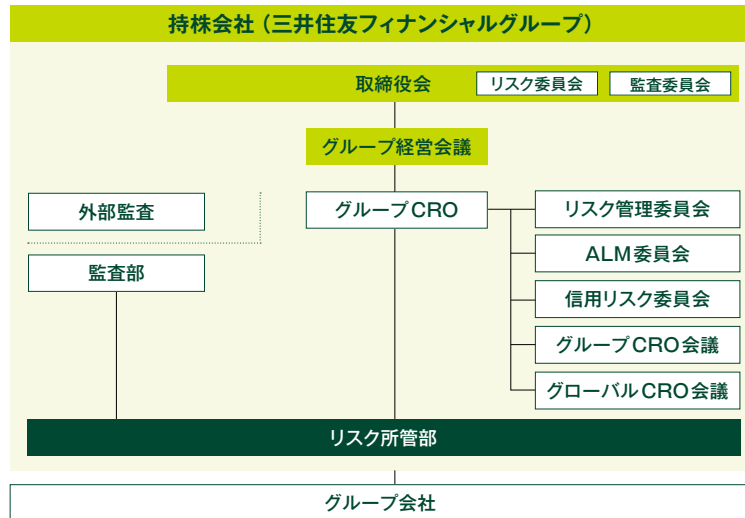 持株会社（三井住友フィナンシャルグループ）
取締役会
リスク委員会
監査委員会
グループ経営会議
外部監査
グループCRO
リスク管理委員会
監査部
ALM委員会
信用リスク委員会
グループCRO会議
グローバルCRO会議
リスク所管部
グループ会社